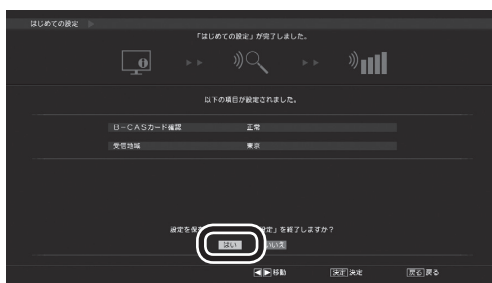 はじめての設定
「はじめての設定」が完了しました。
以下の項目が設定されました。
B-CASカード確認 正常
受信地域 東京
設定を保 定」を終了しますか?
はい いいえ
移動 決定 決定 戻る 戻る